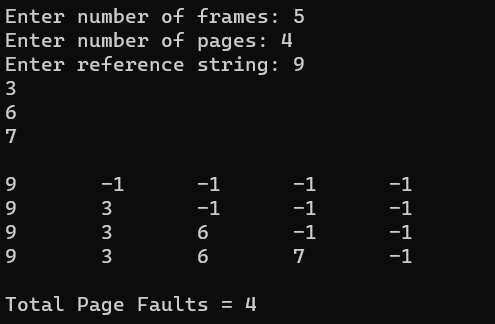 Enter number of frames: 5
Enter number of pages: 4
Enter reference string: 9
3
6
7
9 -1 -1 -1 -1
9 3 -1 -1 -1
9 3 6 -1 -1
9 3 6 7 -1
Total Page Faults = 4